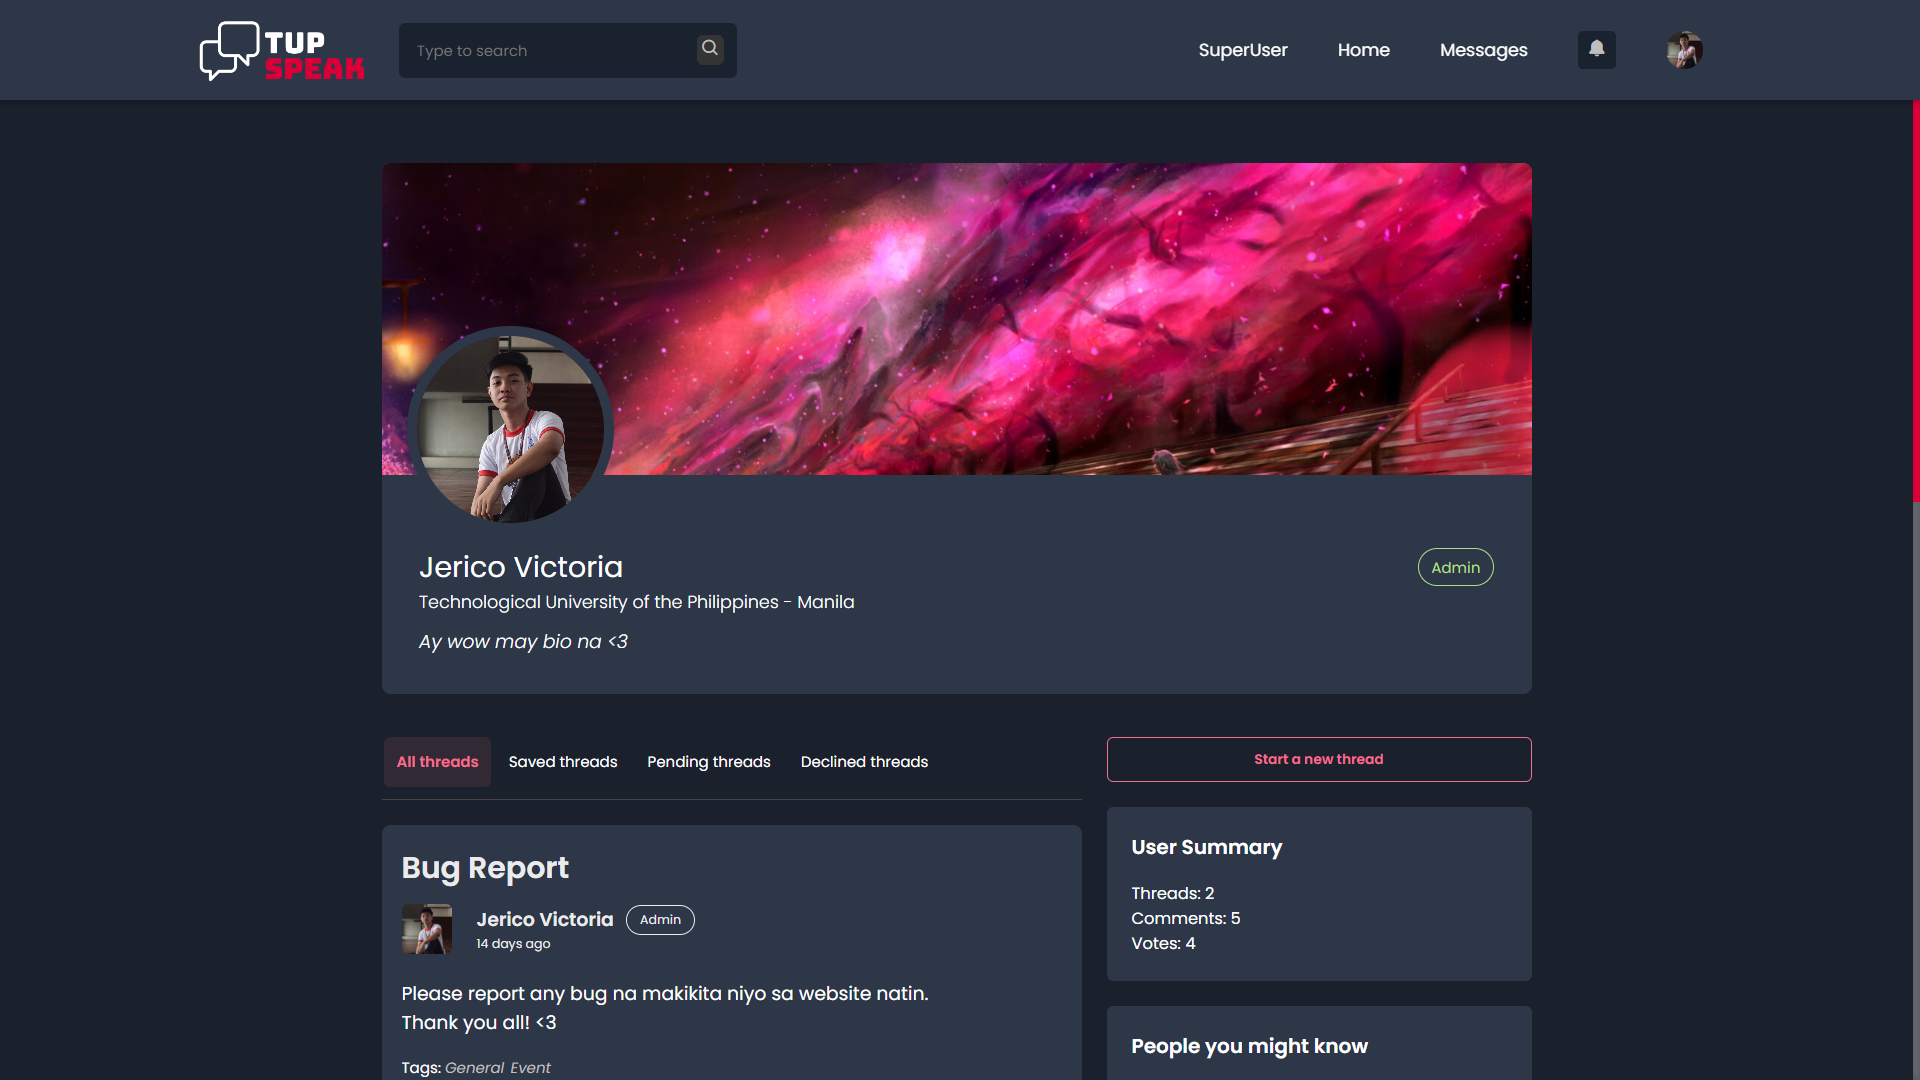 TUP
SPEAK
Type to search
SuperUser
Home
Messages
Jerico Victoria
Admin
Technological University of the Philippines - Manila
Ay wow may bio na <3
All threads
Saved threads
Pending threads
Declined threads
Start a new thread
Bug Report
Jerico Victoria
Admin
14 days ago
Please report any bug na makikita niyo sa website natin.
Thank you all! <3
Tags: General Event
User Summary
Threads: 2
Comments: 5
Votes: 4
People you might know